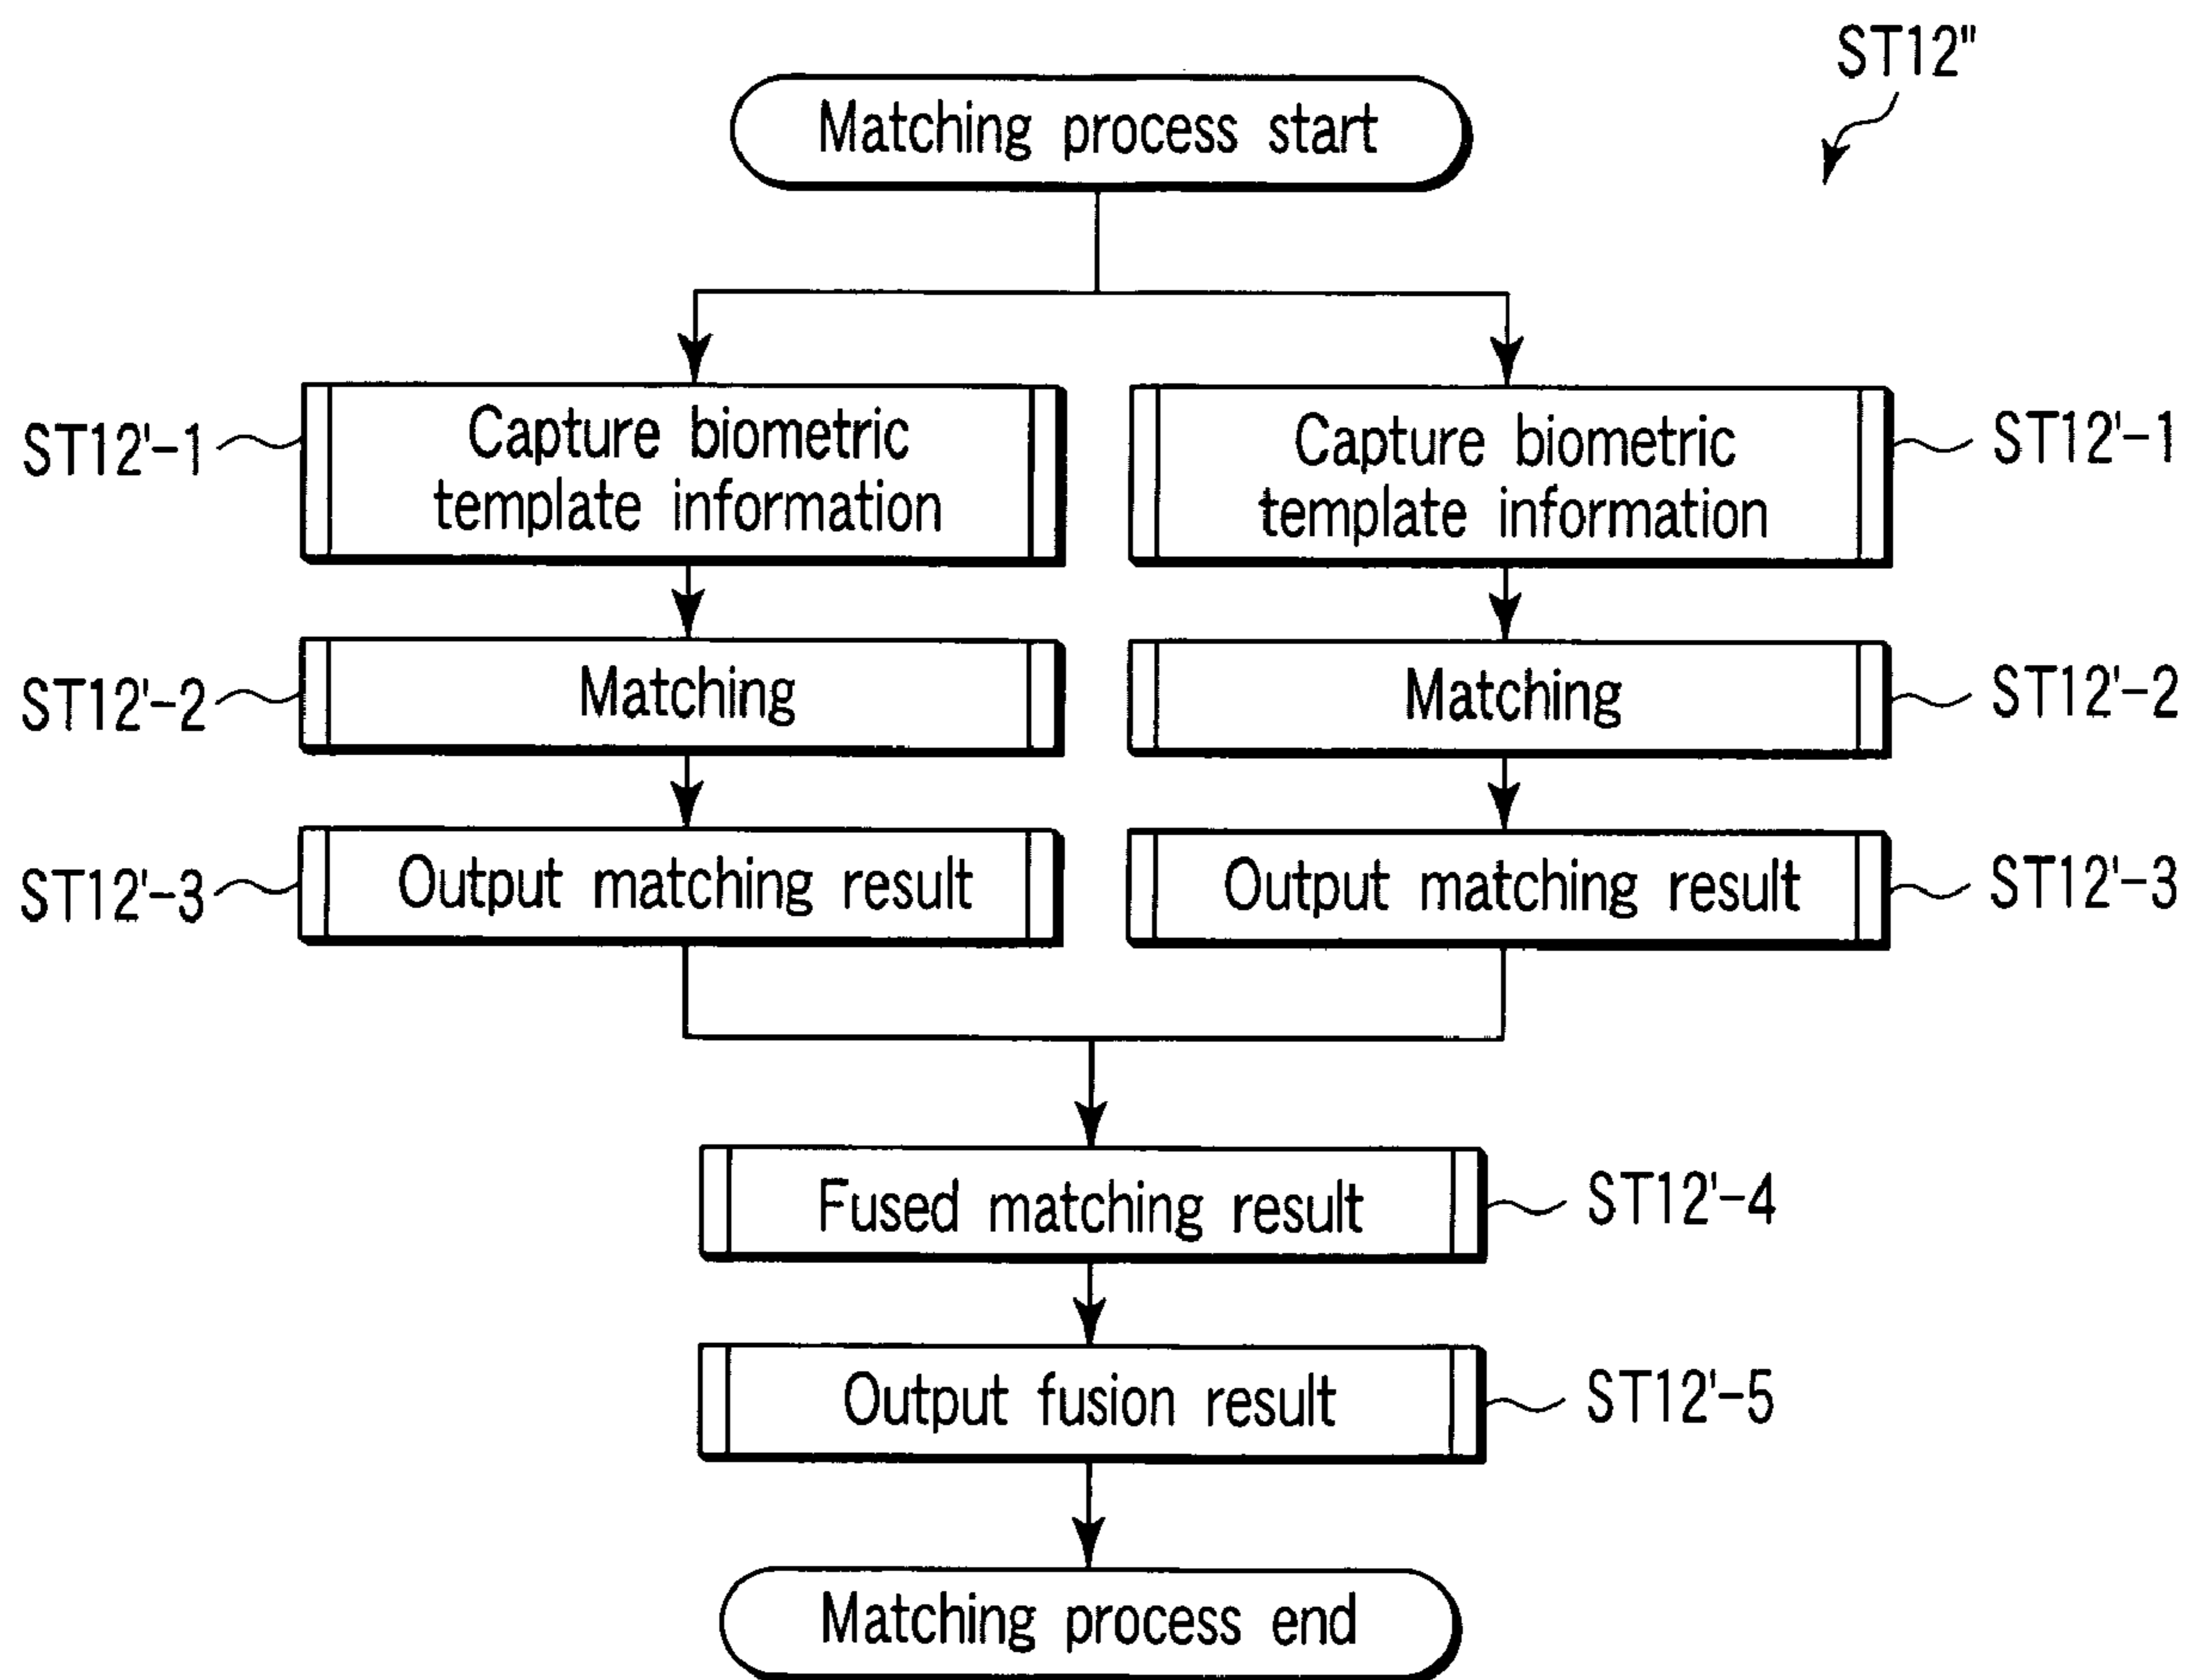 ST12"
Matching process start
ST12'-1
Capture biometric
template information
Capture biometric
template information
ST12'-1
ST12'-2
Matching
Matching
ST12'-2
ST12'-3
Output matching result
Output matching result
ST12'-3
Fused matching result
ST12'-4
Output fusion result
ST12'-5
Matching process end